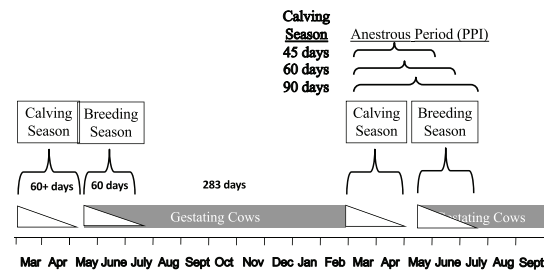 Calving
Season Anestrous Period (PPI)
45 days
60 days
90 days
Calving Season
Breeding Season
Calving Season
Breeding Season
60+ days 60 days 283 days
Gestating Cows
Gestating Cows
Mar Apr May June July Aug Sept Oct Nov Dec Jan Feb Mar Apr May June July Aug Sept